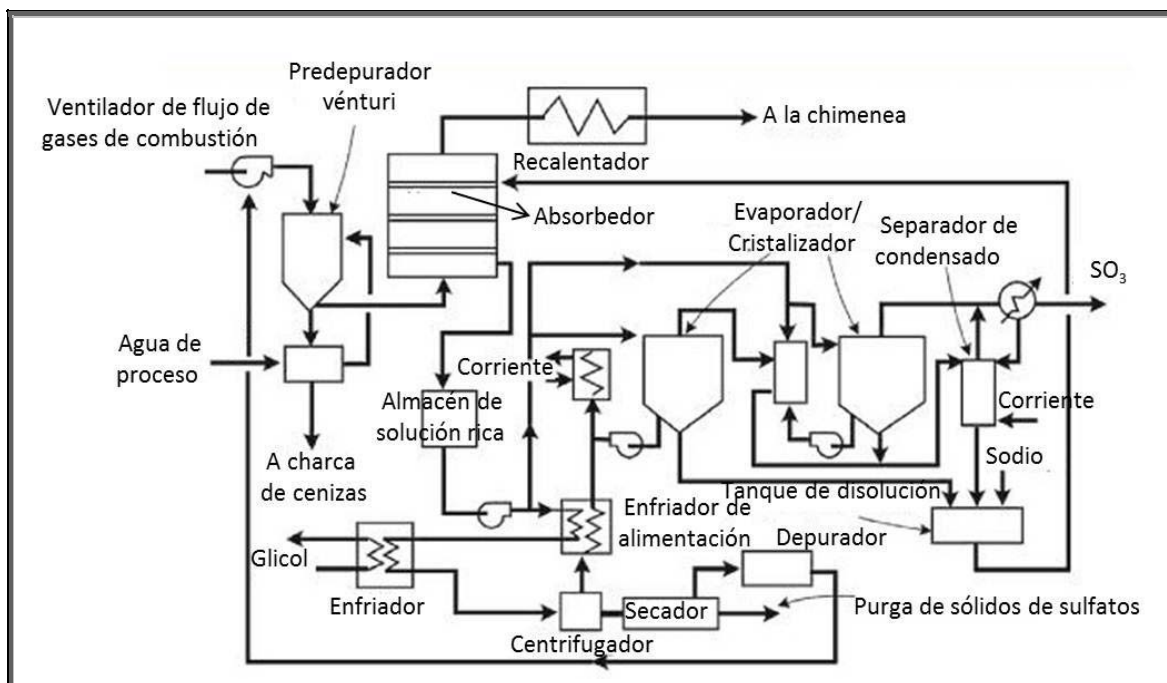 Predepurador
vénturi
Ventilador de flujo de
gases de combustión
A la chimenea
Recalentador
Absorbedor
Evaporador/
Cristalizador
Separador de
condensado
SO3
Agua de
proceso
Corriente
Almacén de
solución rica
Corriente
A charca
de cenizas
Sodio
Tanque de disolución
Enfriador de
alimentación
Depurador
Glicol
Enfriador
Secador
Purga de sólidos de sulfatos
Centrifugador